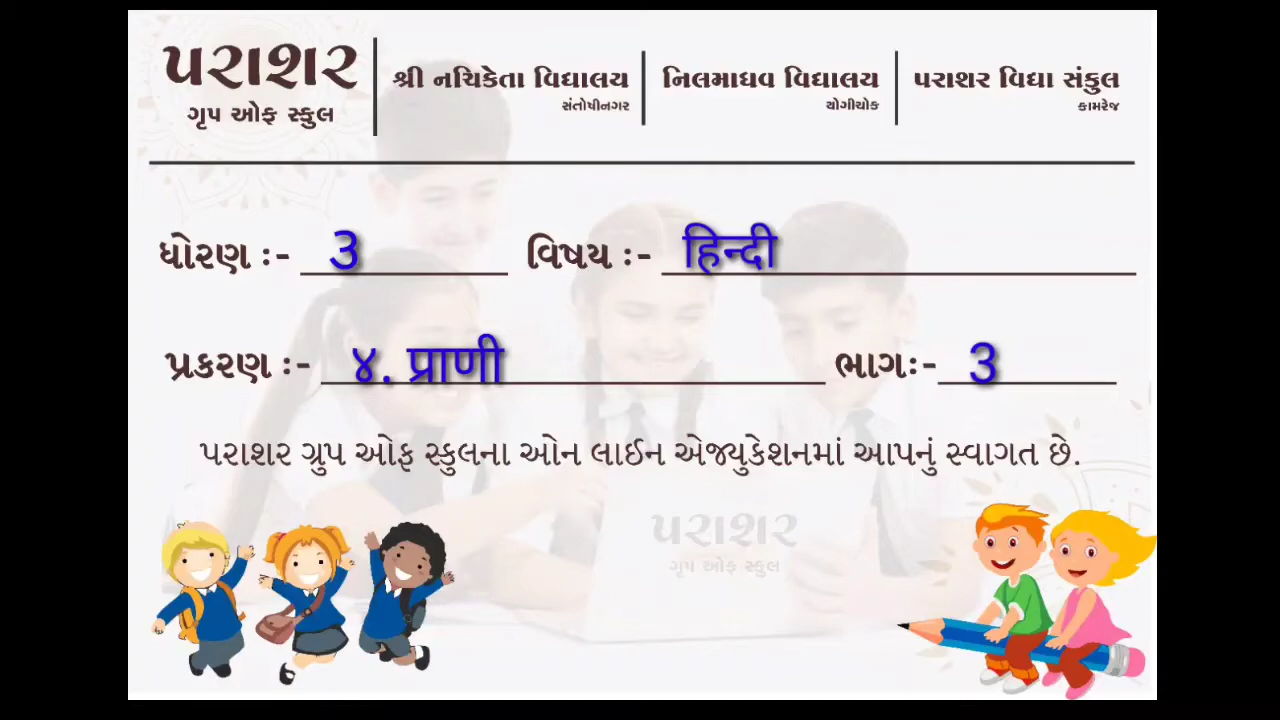 પરાશર
ગૃપ ઓફ સ્કુલ
શ્રી નચિકેતા વિદ્યાલય
સંતોષીનગર
નિલમાધવ વિદ્યાલય
યોગીચોક
પરાશર વિદ્યા સંકુલ
કામરેજ
ધોરણ :- 3 વિષય :- हिन्दी
પ્રકરણ :- ४. प्राणी ભાગ:- 3
પરાશર ગ્રુપ ઓફ સ્કુલના ઓન લાઈન એજ્યુકેશનમાં આપનું સ્વાગત છે.
પરાશર
ગૃપ ઓફ સ્કુલ